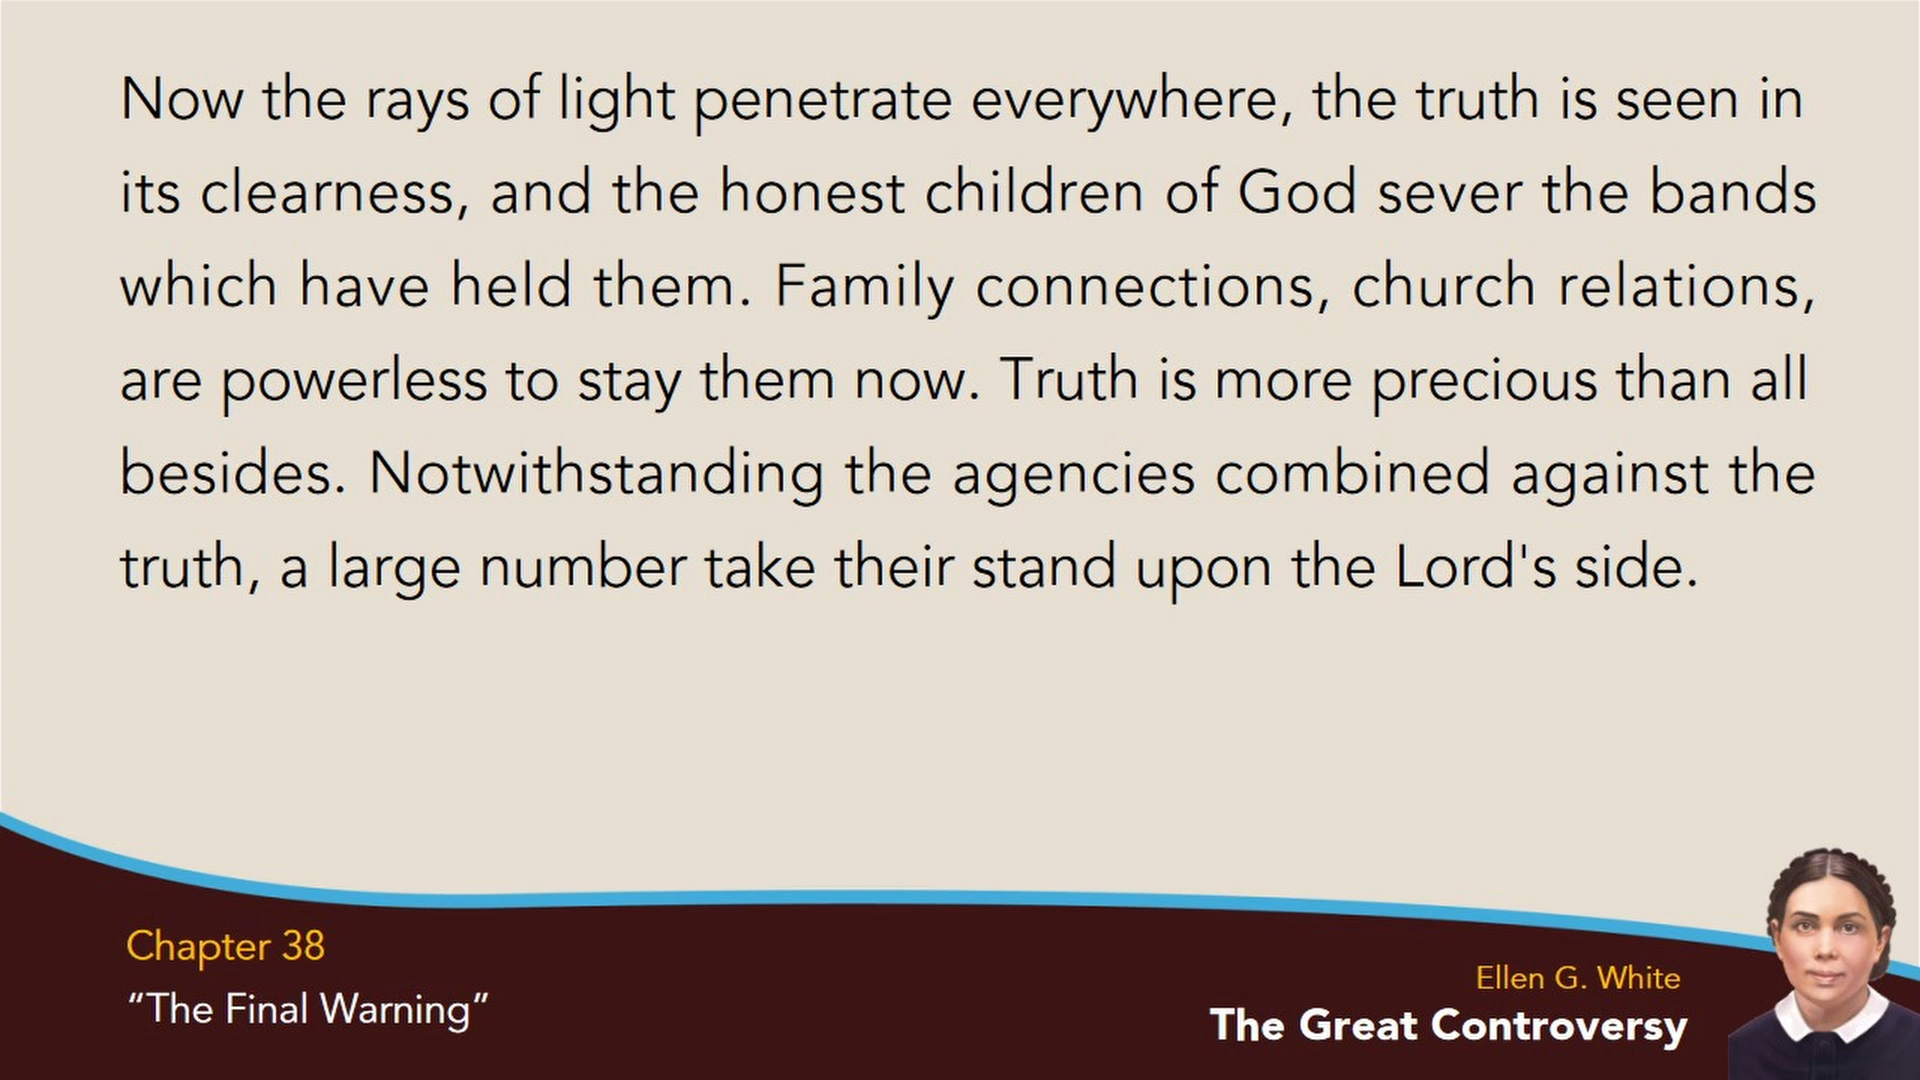 Now the rays of light penetrate everywhere, the truth is seen in
its clearness, and the honest children of God sever the bands
which have held them. Family connections, church relations,
are powerless to stay them now. Truth is more precious than all
besides. Notwithstanding the agencies combined against the
truth, a large number take their stand upon the Lord's side.
Chapter 38
“The Final Warning”
Ellen G. White
The Great Controversy